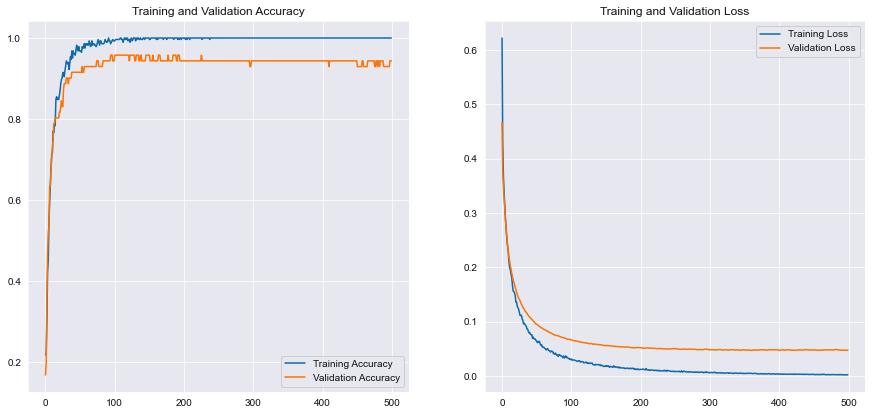 Training and Validation Accuracy
1.0
0.8
0.6
0.4
0.2
0 100 200 300 400 500
Training Accuracy
Validation Accuracy
Training and Validation Loss
0.6
0.5
0.4
0.3
0.2
0.1
0.0
0 100 200 300 400 500
Training Loss
Validation Loss